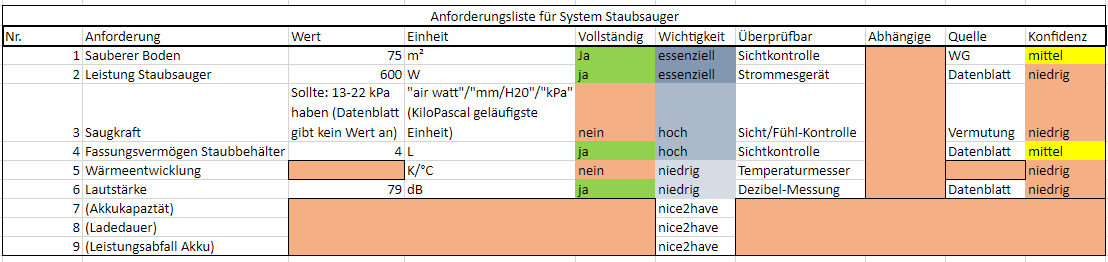 Anforderungsliste für System Staubsauger
Nr. Anforderung Wert Einheit Vollständig Wichtigkeit Überprüfbar Abhängige Quelle Konfidenz
1 Sauberer Boden 75 m² Ja essenziell Sichtkontrolle WG mittel
2 Leistung Staubsauger 600 W ja essenziell Strommesgerät Datenblatt niedrig
Sollte: 13-22 kPa "air watt"/"mm/H20"/"kPa"
haben (Datenblatt (KiloPascal geläufigste
3 Saugkraft gibt kein Wert an) Einheit) nein hoch Sicht/Fühl-Kontrolle Vermutung niedrig
4 Fassungsvermögen Staubbehälter 4 L ja hoch Sichtkontrolle Datenblatt mittel
5 Wärmeentwicklung K/°C nein niedrig Temperaturmesser niedrig
6 Lautstärke 79 dB ja niedrig Dezibel-Messung Datenblatt niedrig
7 (Akkukapaztät) nice2have
8 (Ladedauer) nice2have
9 (Leistungsabfall Akku) nice2have